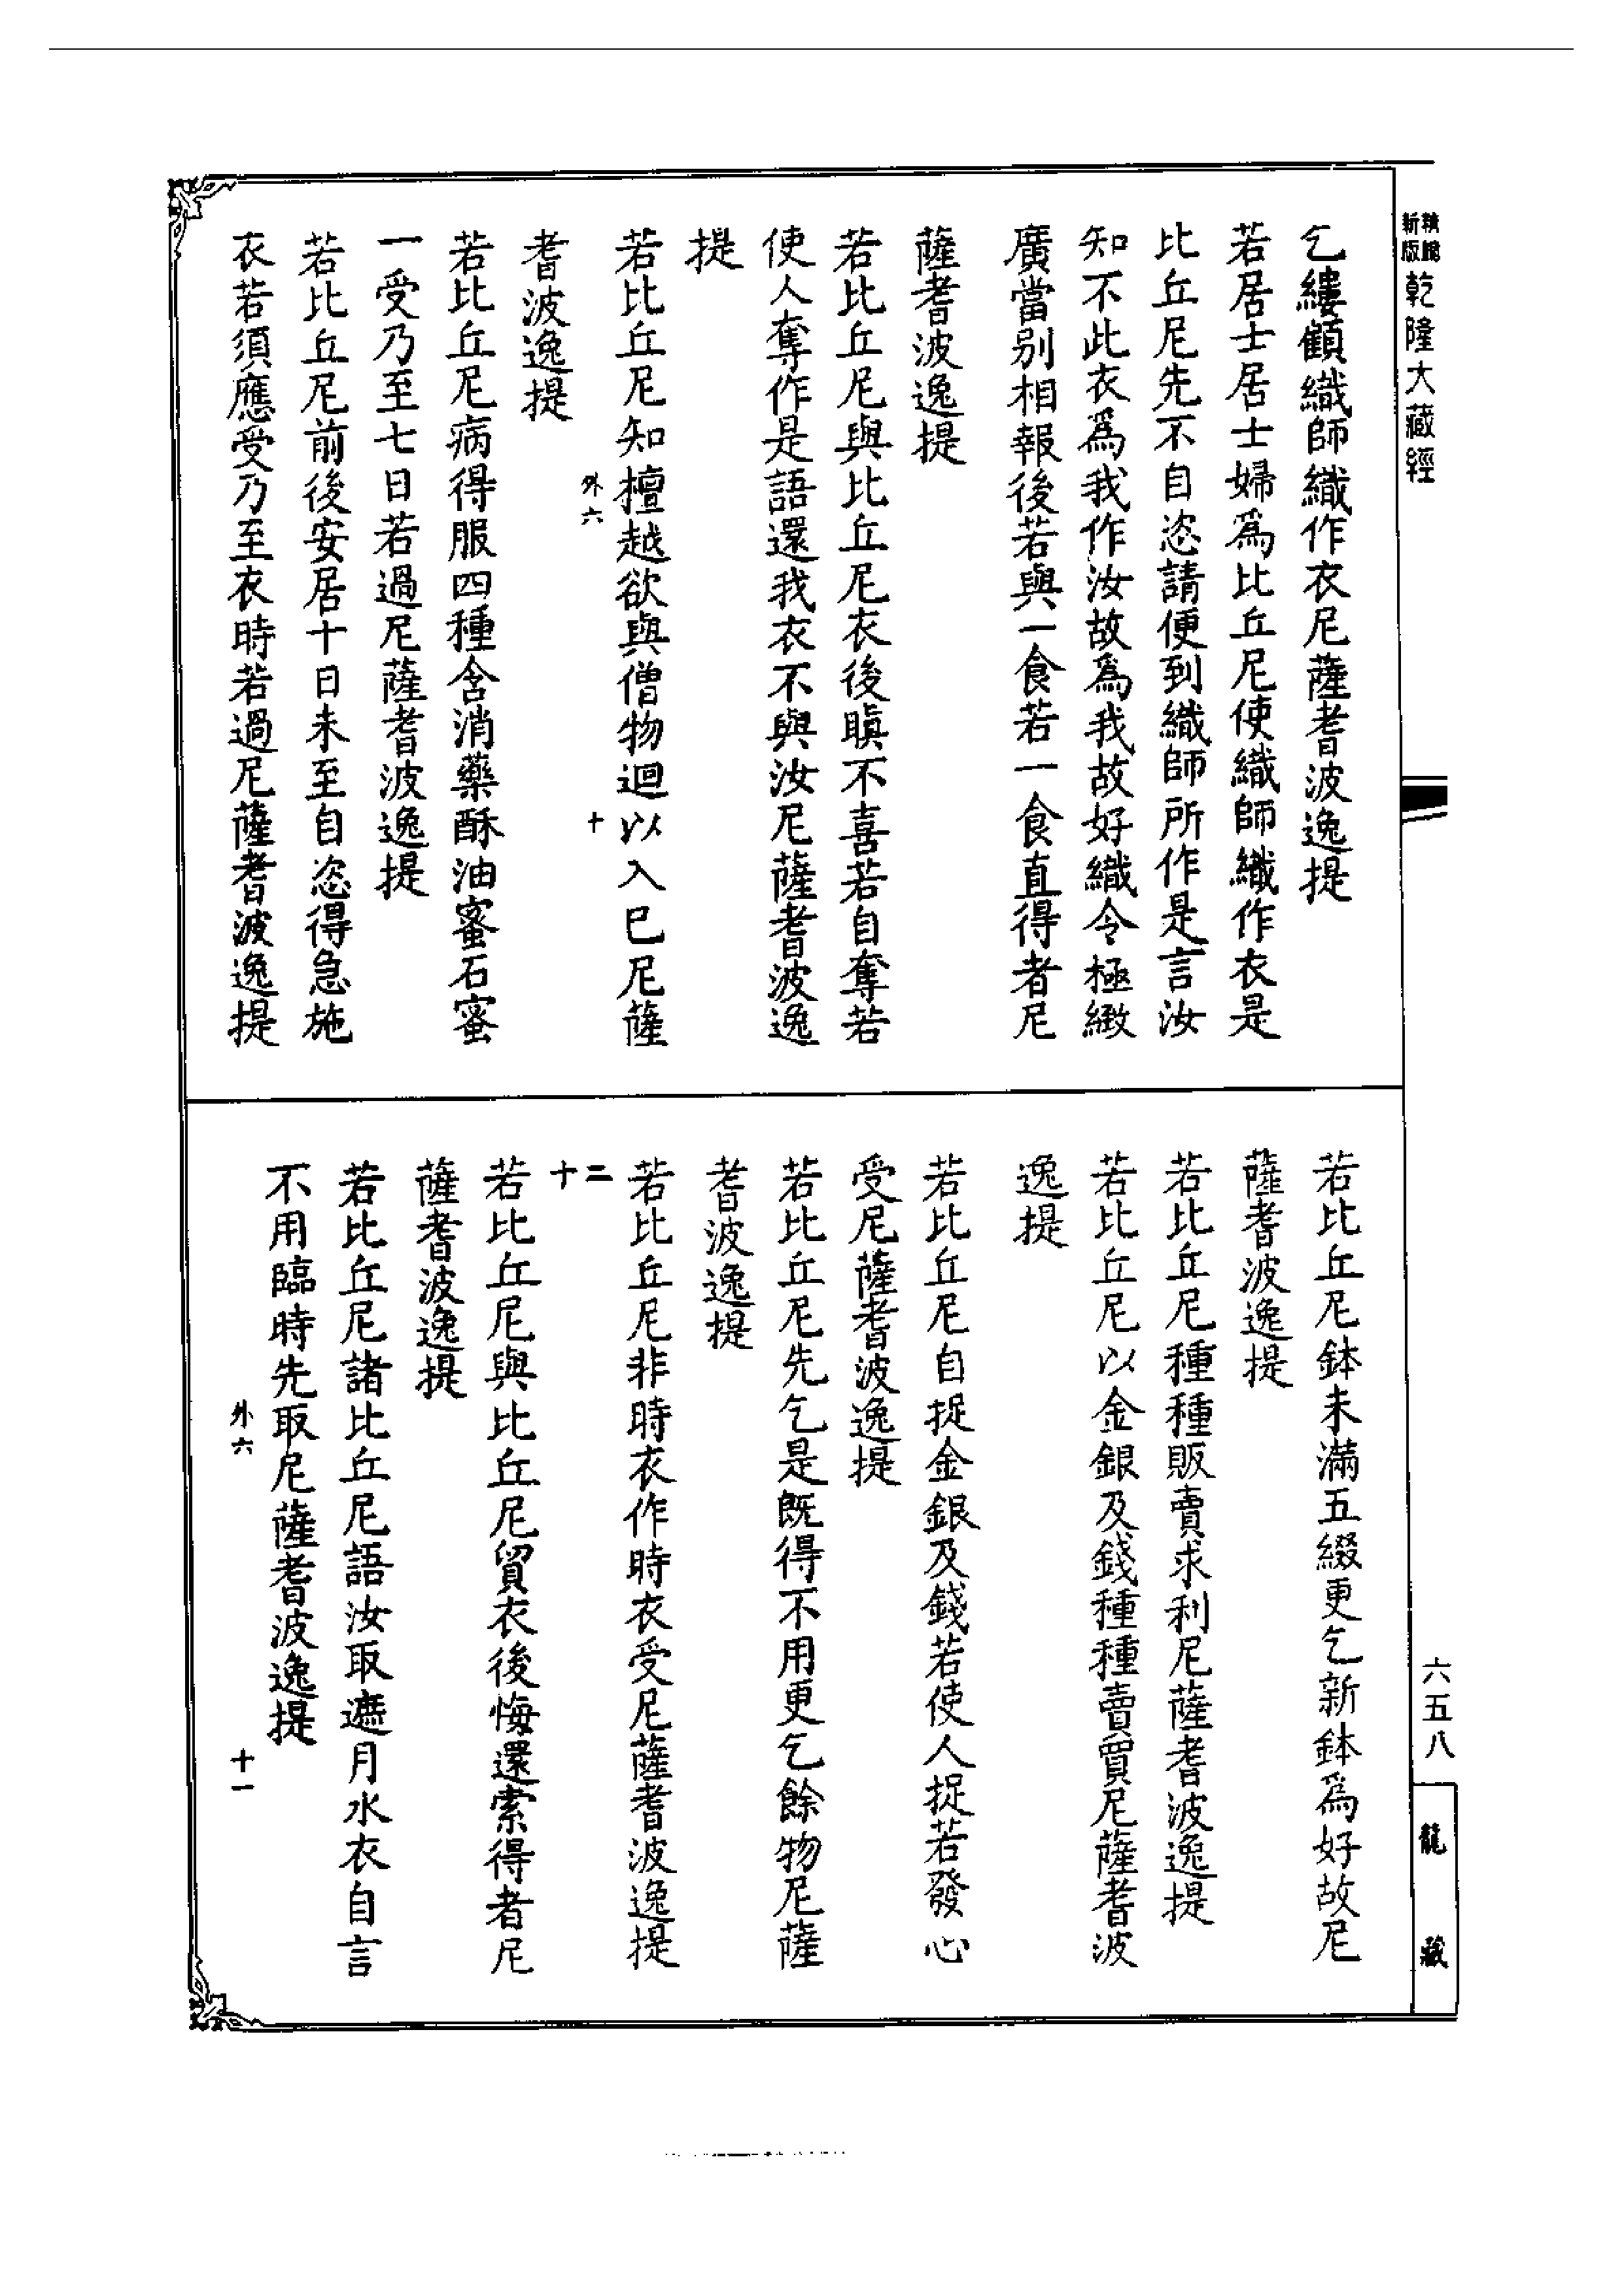 新版
精縮
乾隆大藏經
乞縷顧織師織作衣尼薩耆波逸提
若居士居士婦爲比丘尼使織師織作衣是
比丘尼先不自恣請便到織師所作是言汝
知不此衣爲我作汝故爲我故好織令極緻
廣當別相報後若與一食若一食直得者尼
薩耆波逸提
若比丘尼與比丘尼衣後瞋不喜若自奪若
使人奪作是語還我衣不與汝尼薩耆波逸
提
若比丘尼知檀越欲與僧物迴以入已尼薩
外六 十
耆波逸提
若比丘尼病得服四種含消藥酥油蜜石蜜
一受乃至七日若過尼薩耆波逸提
若比丘尼前後安居十日未至自恣得急施
衣若須應受乃至衣時若過尼薩耆波逸提
若比丘尼鉢未滿五綴更乞新鉢爲好故尼
薩耆波逸提
若比丘尼種種販賣求利尼薩耆波逸提
若比丘尼以金銀及錢種種賣買尼薩耆波
逸提
若比丘尼自捉金銀及錢若使人捉若發心
受尼薩耆波逸提
若比丘尼先乞是既得不用更乞餘物尼薩
耆波逸提
若比丘尼非時衣作時衣受尼薩耆波逸提
二
十
若比丘尼與比丘尼貿衣後悔還索得者尼
薩耆波逸提
若比丘尼諸比丘尼語汝取遮月水衣自言
不用臨時先取尼薩耆波逸提
外六 十一
六五八
龍藏